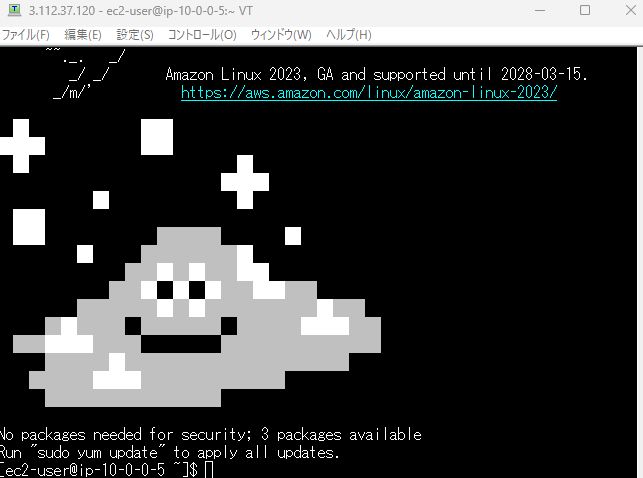 3.112.37.120 - ec2-user@ip-10-0-0-5:~ VT
ファイル(F) 編集(E) 設定(S) コントロール(O) ウィンドウ(W) ヘルプ(H)
~~._.   _/
_/ _/       Amazon Linux 2023, GA and supported until 2028-03-15.
_/m/'          https://aws.amazon.com/linux/amazon-linux-2023/
No packages needed for security; 3 packages available
Run "sudo yum update" to apply all updates.
[ec2-user@ip-10-0-0-5 ~]$